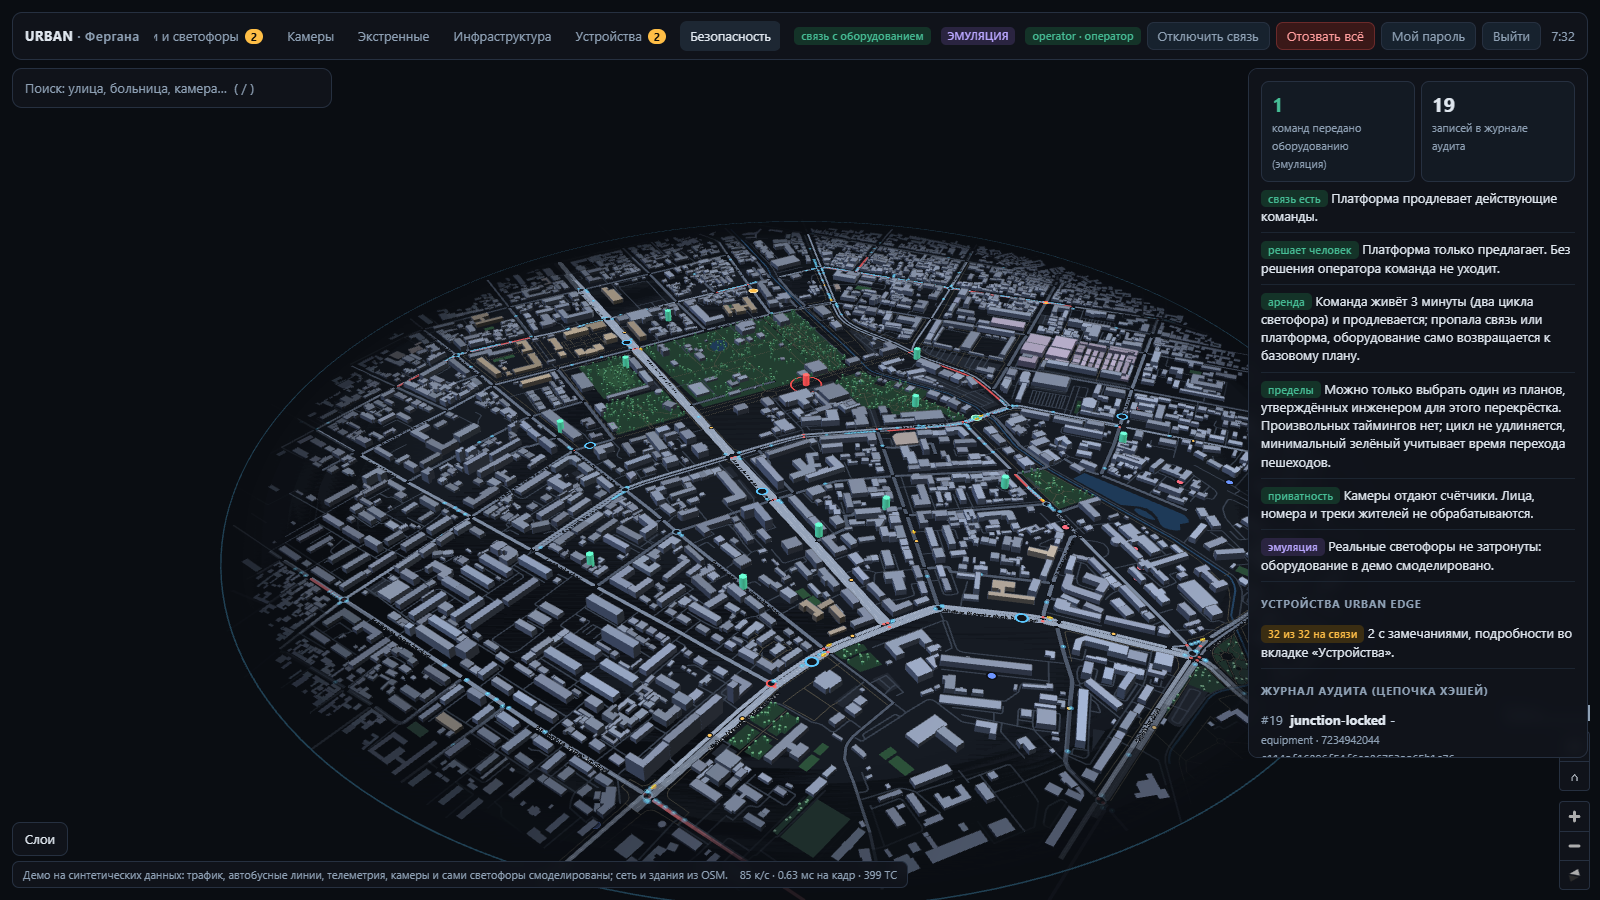 URBAN · Фергана
и светофоры 2
Камеры
Экстренные
Инфраструктура
Устройства 2
Безопасность
связь с оборудованием
ЭМУЛЯЦИЯ
operator · оператор
Отключить связь
Отозвать всё
Мой пароль
Выйти
7:32
Поиск: улица, больница, камера... ( / )
1
команд передано
оборудованию
(эмуляция)
19
записей в журнале
аудита
связь есть Платформа продлевает действующие
команды.
решает человек Платформа только предлагает. Без
решения оператора команда не уходит.
аренда Команда живёт 3 минуты (два цикла
светофора) и продлевается; пропала связь или
платформа, оборудование само возвращается к
базовому плану.
пределы Можно только выбрать один из планов,
утверждённых инженером для этого перекрёстка.
Произвольных таймингов нет; цикл не удлиняется,
минимальный зелёный учитывает время перехода
пешеходов.
приватность Камеры отдают счётчики. Лица,
номера и треки жителей не обрабатываются.
эмуляция Реальные светофоры не затронуты:
оборудование в демо смоделировано.
УСТРОЙСТВА URBAN EDGE
32 из 32 на связи 2 с замечаниями, подробности во
вкладке «Устройства».
ЖУРНАЛ АУДИТА (ЦЕПОЧКА ХЭШЕЙ)
#19 junction-locked -
equipment · 7234942044
Слои
Демо на синтетических данных: трафик, автобусные линии, телеметрия, камеры и сами светофоры смоделированы; сеть и здания из OSM. 85 к/с · 0.63 мс на кадр · 399 ТС